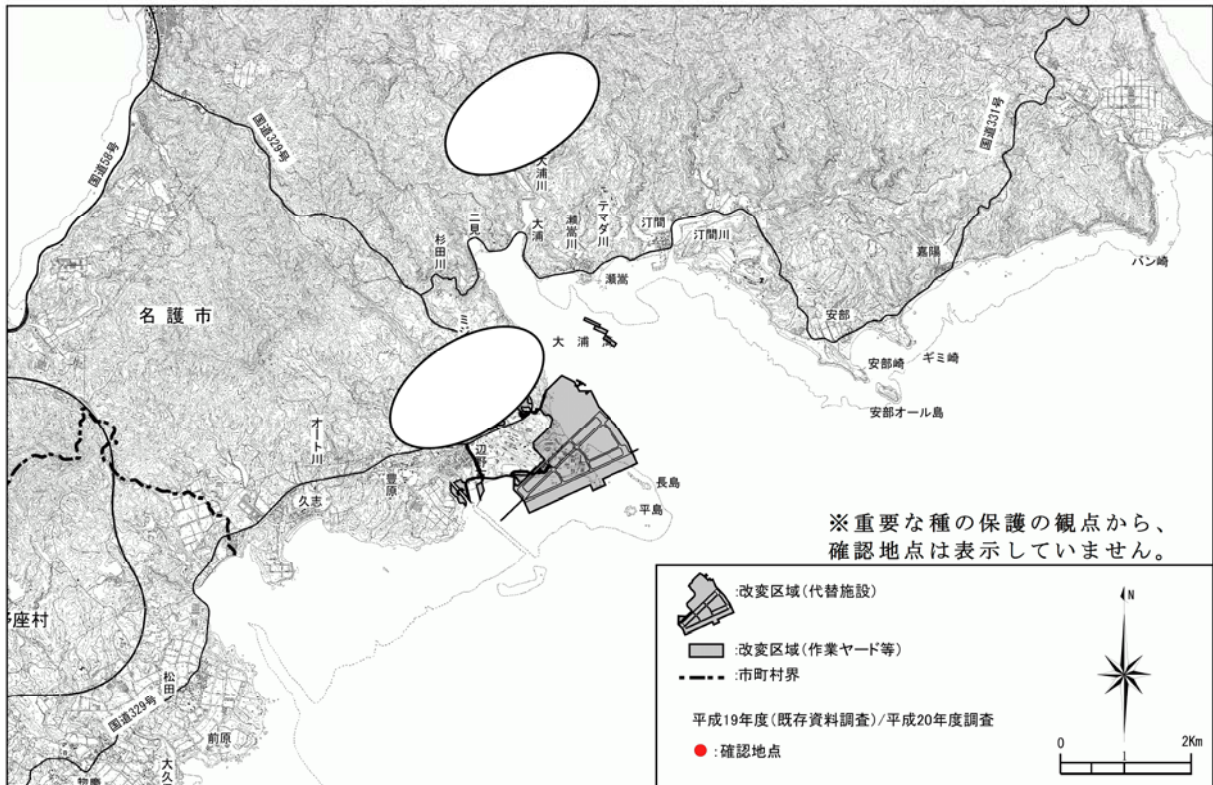 国道58号
国道329号
国道331号
大浦川
二見
大浦
瀬嵩川
テマダ川
汀間
汀間川
杉田川
瀬嵩
嘉陽
バン崎
名護市
大浦
安部
安部崎
ギミ崎
安部オール島
オート川
久志
豊原
辺野
長島
平島
※重要な種の保護の観点から、
確認地点は表示していません。
座村
松田
国道329号
前原
:改変区域(代替施設)
:改変区域(作業ヤード等)
:市町村界
平成19年度(既存資料調査)/平成20年度調査
:確認地点
N
0 1 2Km